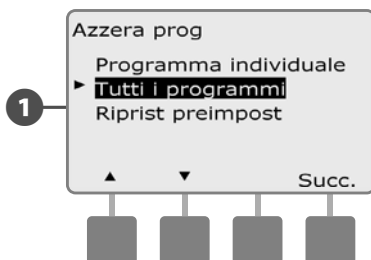 Azzera prog
Programma individuale
Tutti i programmi
Riprist preimpost
1
Succ.